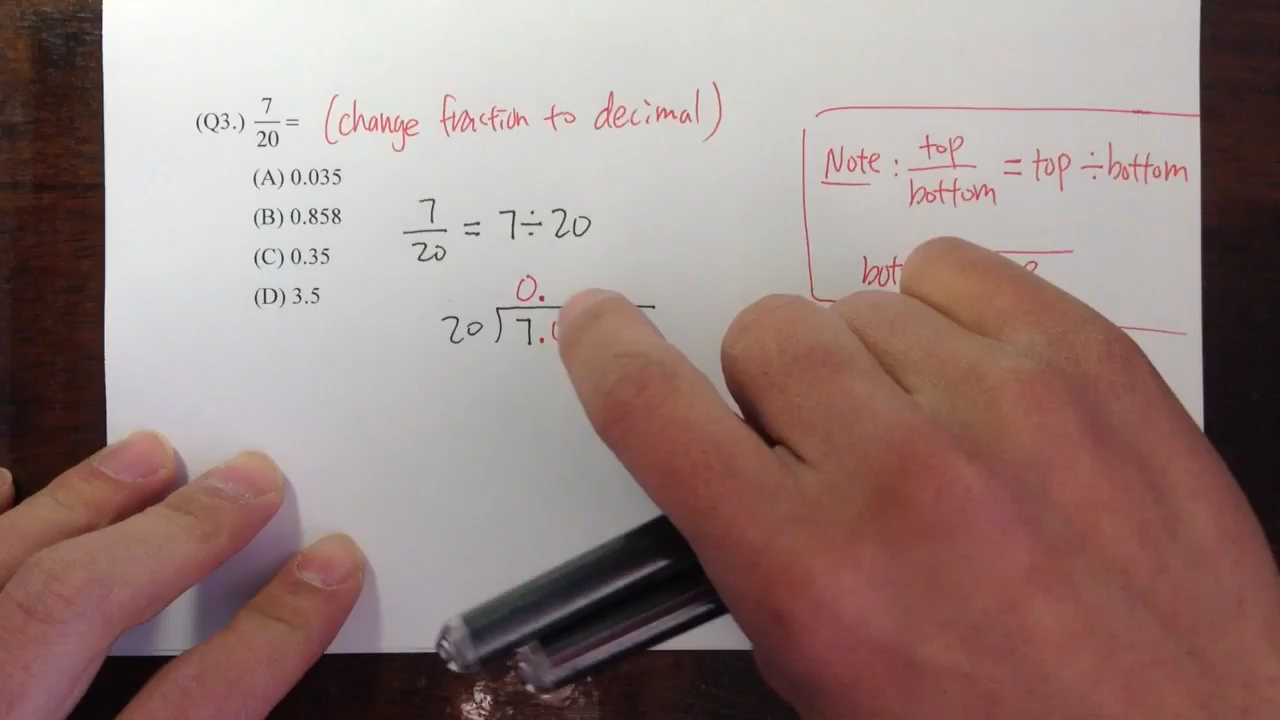 (Q3.) 7/20 = (change fraction to decimal)
(A) 0.035
(B) 0.858
(C) 0.35
(D) 3.5
7/20 = 7 ÷ 20
0.
20 ) 7.0
Note: top/bottom = top ÷ bottom